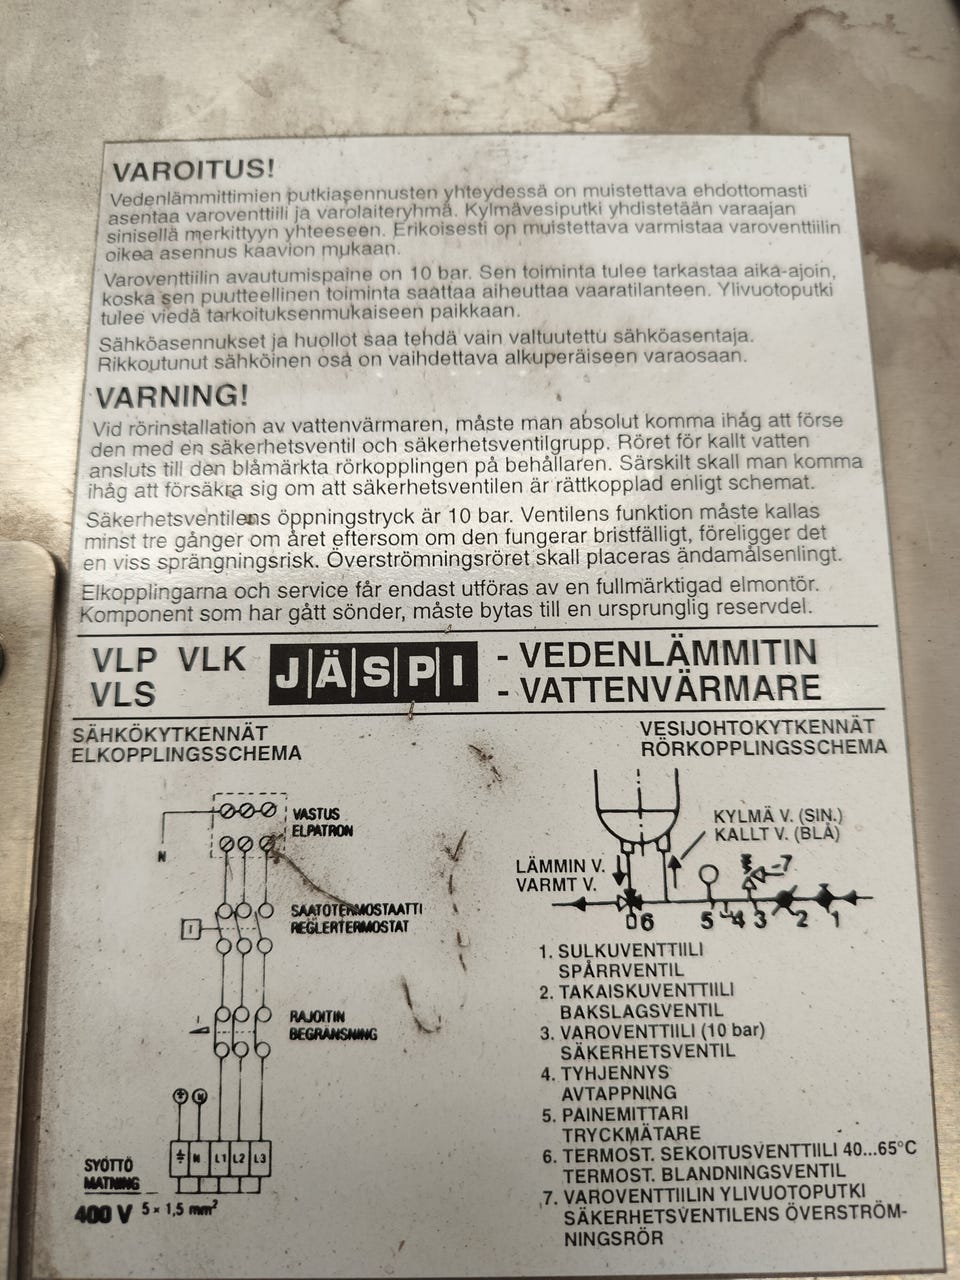 VAROITUS!
Vedenlämmittimien putkiasennusten yhteydessä on muistettava ehdottomasti
asentaa varoventtiili ja varolaiteryhmä. Kylmävesiputki yhdistetään varaajan
sinisellä merkittyyn yhteeseen. Erikoisesti on muistettava varmistaa varoventtiilin
oikea asennus kaavion mukaan.
Varoventtiilin avautumispaine on 10 bar. Sen toiminta tulee tarkastaa aika-ajoin,
koska sen puutteellinen toiminta saattaa aiheuttaa vaaratilanteen. Ylivuotoputki
tulee viedä tarkoituksenmukaiseen paikkaan.
Sähköasennukset ja huollot saa tehdä vain valtuutettu sähköasentaja.
Rikkoutunut sähköinen osa on vaihdettava alkuperäiseen varaosaan.
VARNING!
Vid rörinstallation av vattenvärmaren, måste man absolut komma ihåg att förse
den med en säkerhetsventil och säkerhetsventilgrupp. Röret för kallt vatten
ansluts till den blåmärkta rörkopplingen på behållaren. Särskilt skall man komma
ihåg att försäkra sig om att säkerhetsventilen är rättkopplad enligt schemat.
Säkerhetsventilens öppningstryck är 10 bar. Ventilens funktion måste kallas
minst tre gånger om året eftersom om den fungerar bristfälligt, föreligger det
en viss sprängningsrisk. Överströmningsröret skall placeras ändamålsenlingt.
Elkopplingarna och service får endast utföras av en fullmärktigad elmontör.
Komponent som har gått sönder, måste bytas till en ursprunglig reservdel.
VLP VLK
VLS
JÄSPI
- VEDENLÄMMITIN
- VATTENVÄRMARE
SÄHKÖKYTKENNÄT
ELKOPPLINGSSCHEMA
VASTUS
ELPATRON
N
SÄÄTÖTERMOSTAATTI
REGLERTERMOSTAT
RAJOITIN
BEGRÄNSNING
N
N L1 L2 L3
SYÖTTÖ
MATNING
400 V 5 x 1,5 mm²
VESIJOHTOKYTKENNÄT
RÖRKOPPLINGSSCHEMA
KYLMÄ V. (SIN.)
KALLT V. (BLÅ)
LÄMMIN V.
VARMT V.
7
6 5 4 3 2 1
1. SULKUVENTTIILI
SPÄRRVENTIL
2. TAKAISKUVENTTIILI
BAKSLAGSVENTIL
3. VAROVENTTIILI (10 bar)
SÄKERHETSVENTIL
4. TYHJENNYS
AVTAPPNING
5. PAINEMITTARI
TRYCKMÄTARE
6. TERMOST. SEKOITUSVENTTIILI 40...65°C
TERMOST. BLANDNINGSVENTIL
7. VAROVENTTIILIN YLIVUOTOPUTKI
SÄKERHETSVENTILENS ÖVERSTRÖM-
NINGSRÖR